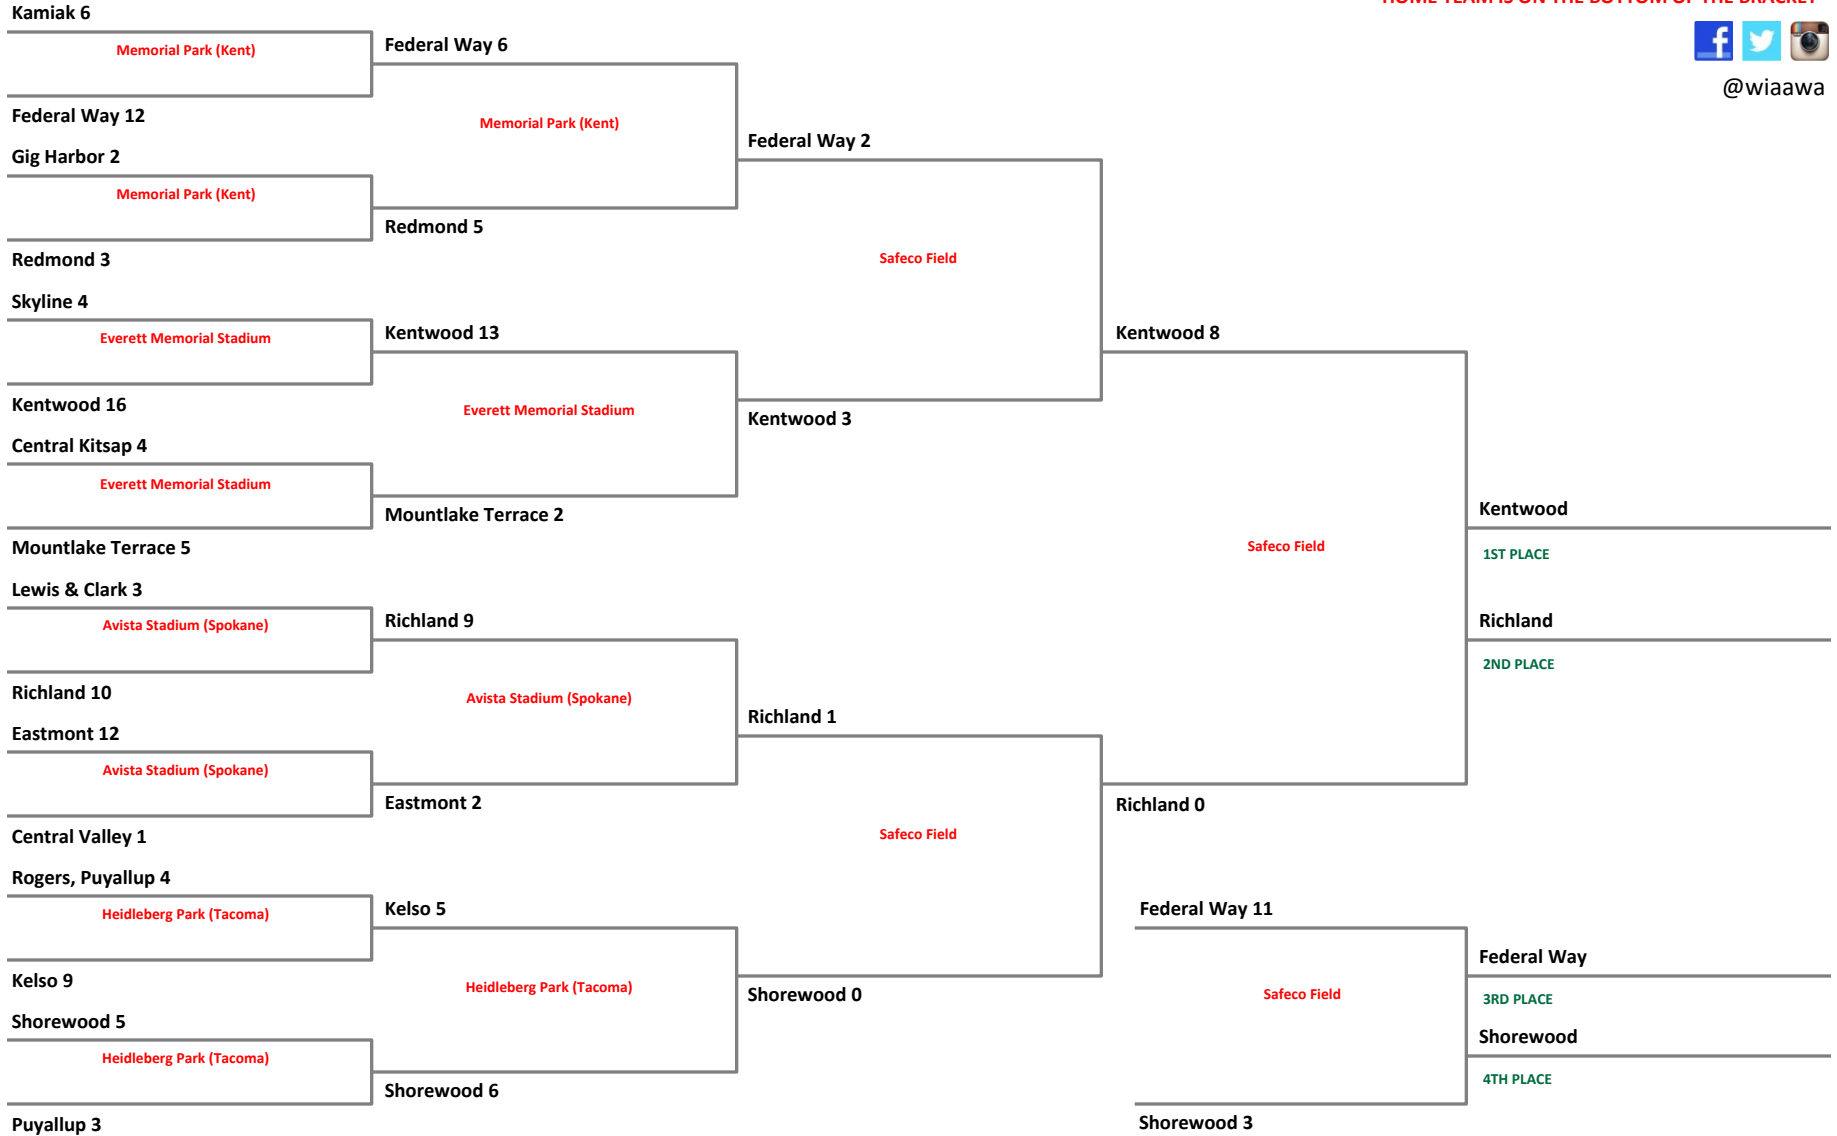 HOME TEAM IS ON THE BOTTOM OF THE BRACKET
@wiaawa
Kamiak 6
Memorial Park (Kent)
Federal Way 12
Gig Harbor 2
Memorial Park (Kent)
Redmond 3
Skyline 4
Everett Memorial Stadium
Kentwood 16
Central Kitsap 4
Everett Memorial Stadium
Mountlake Terrace 5
Lewis & Clark 3
Avista Stadium (Spokane)
Richland 10
Eastmont 12
Avista Stadium (Spokane)
Central Valley 1
Rogers, Puyallup 4
Heidleberg Park (Tacoma)
Kelso 9
Shorewood 5
Heidleberg Park (Tacoma)
Puyallup 3
Federal Way 6
Memorial Park (Kent)
Redmond 5
Kentwood 13
Everett Memorial Stadium
Mountlake Terrace 2
Richland 9
Avista Stadium (Spokane)
Eastmont 2
Kelso 5
Heidleberg Park (Tacoma)
Shorewood 6
Federal Way 2
Safeco Field
Kentwood 3
Richland 1
Safeco Field
Shorewood 0
Kentwood 8
Safeco Field
Richland 0
Federal Way 11
Safeco Field
Shorewood 3
Kentwood
1ST PLACE
Richland
2ND PLACE
Federal Way
3RD PLACE
Shorewood
4TH PLACE